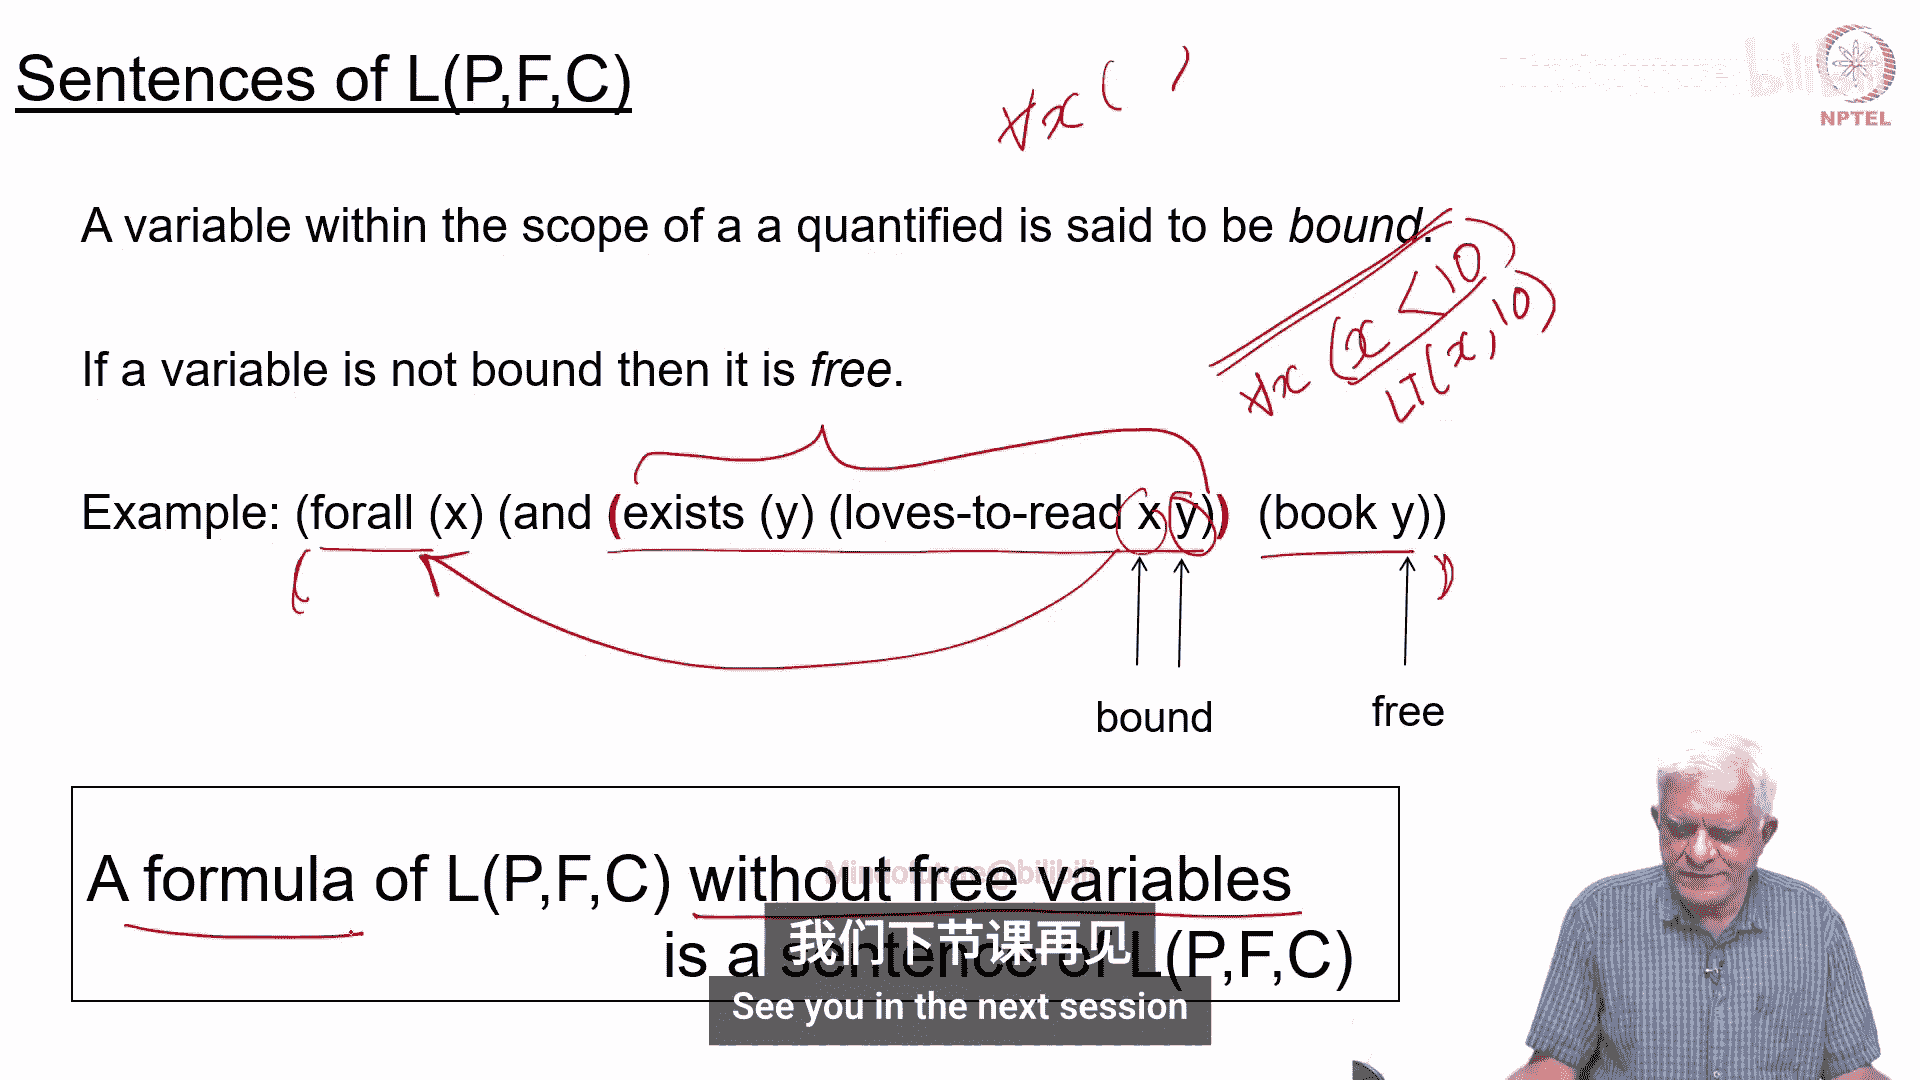 Sentences of L(P,F,C)
∀x ( )
NPTEL
A variable within the scope of a a quantified is said to be bound.
∀x (x < 10)
LT(x, 10)
If a variable is not bound then it is free.
Example: (forall (x) (and (exists (y) (loves-to-read x y)) (book y))
bound
free
A formula of L(P,F,C) without free variables
Mindofuture@bilibili
is a sentence of L(P,F,C)
我们下节课再见
See you in the next session